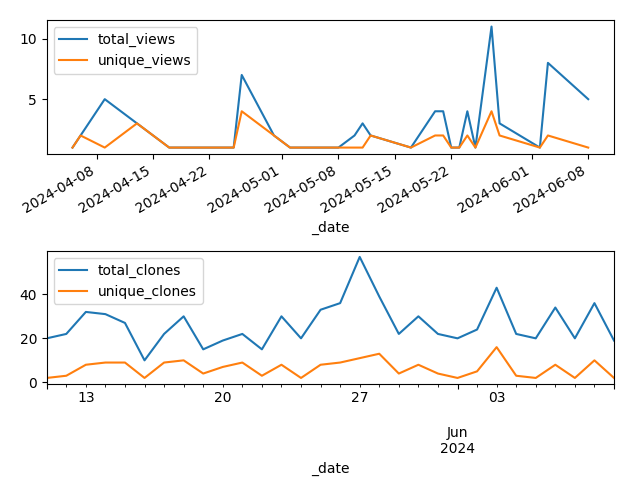 10
5
total_views
unique_views
2024-04-08
2024-04-15
2024-04-22
2024-05-01
2024-05-08
2024-05-15
2024-05-22
2024-06-01
2024-06-08
_date
40
20
0
total_clones
unique_clones
13
20
27
03
Jun
2024
_date